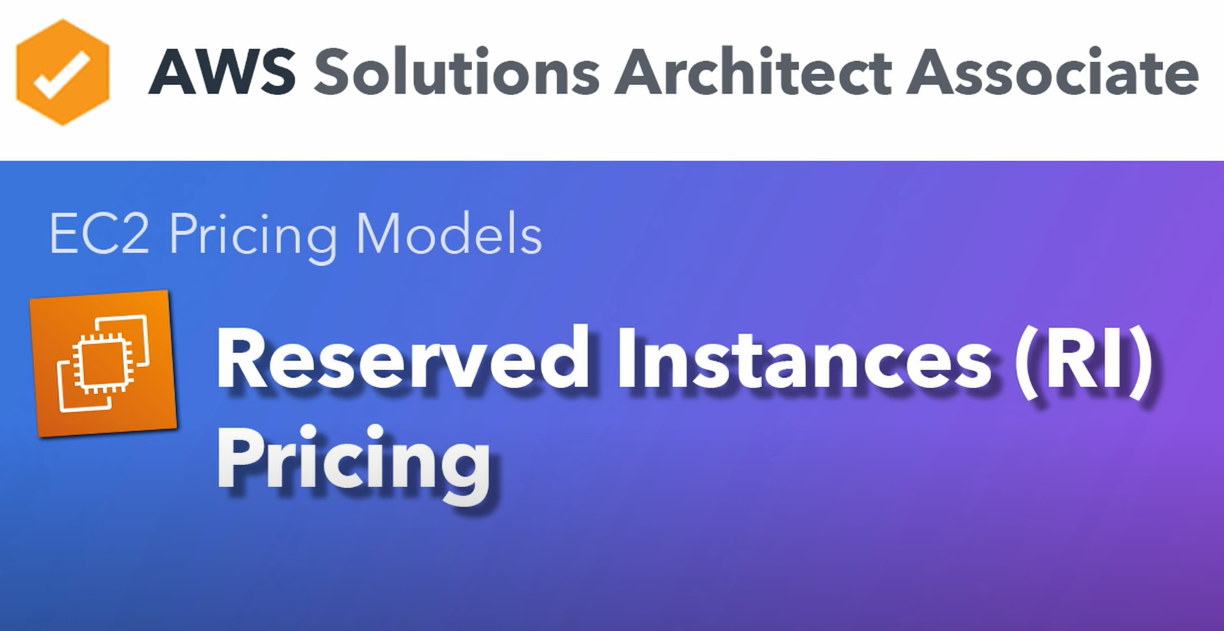 AWS Solutions Architect Associate
EC2 Pricing Models
Reserved Instances (RI)
Pricing